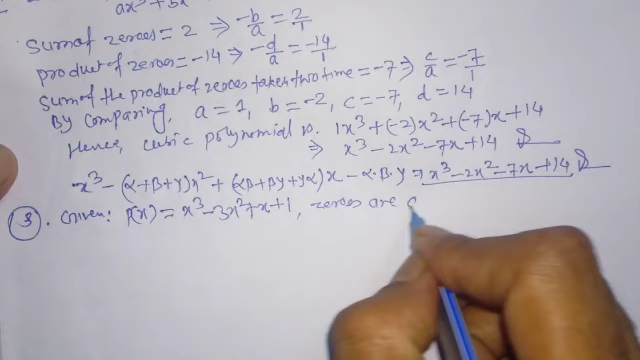 ax³ + bx
Sum of zeroes = 2 ⇒ -b/a = 2/1
product of zeroes = -14 ⇒ -d/a = -14/1
Sum of the product of zeroes taken two time = -7 ⇒ c/a = -7/1
By comparing, a = 1, b = -2, c = -7, d = 14
Hence, cubic polynomial is. 1x³ + (-2)x² + (-7)x + 14
⇒ x³ - 2x² - 7x + 14
x³ - (α+β+γ)x² + (αβ+βγ+γα)x - α.β.γ ⇒ x³ - 2x² - 7x + 14
③. Given: P(x) = x³ - 3x² + x + 1, zeroes are